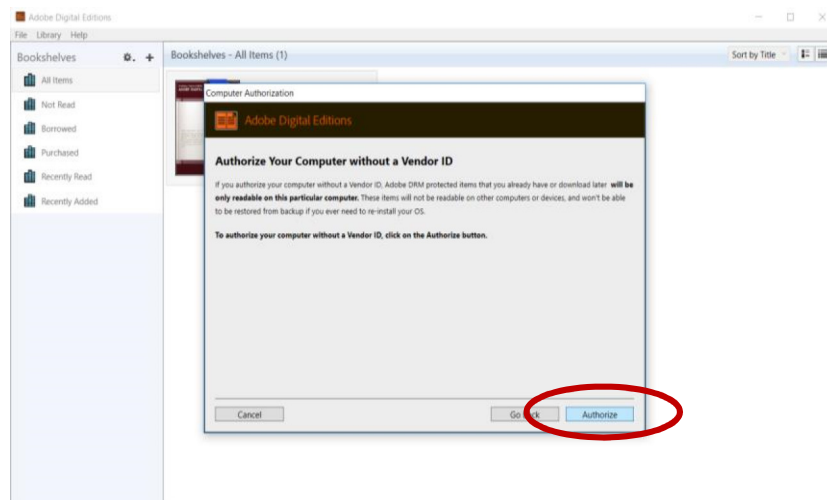 Adobe Digital Editions
File Library Help
Bookshelves
Bookshelves - All Items (1)
Sort by Title
All Items
Not Read
Borrowed
Purchased
Recently Read
Recently Added
Computer Authorization
Adobe Digital Editions
Authorize Your Computer without a Vendor ID
If you authorize your computer without a Vendor ID, Adobe DRM protected items that you already have or download later will be
only readable on this particular computer. These items will not be readable on other computers or devices, and won't be able
to be restored from backup if you ever need to re-install your OS.
To authorize your computer without a Vendor ID, click on the Authorize button.
Cancel
Go
Authorize